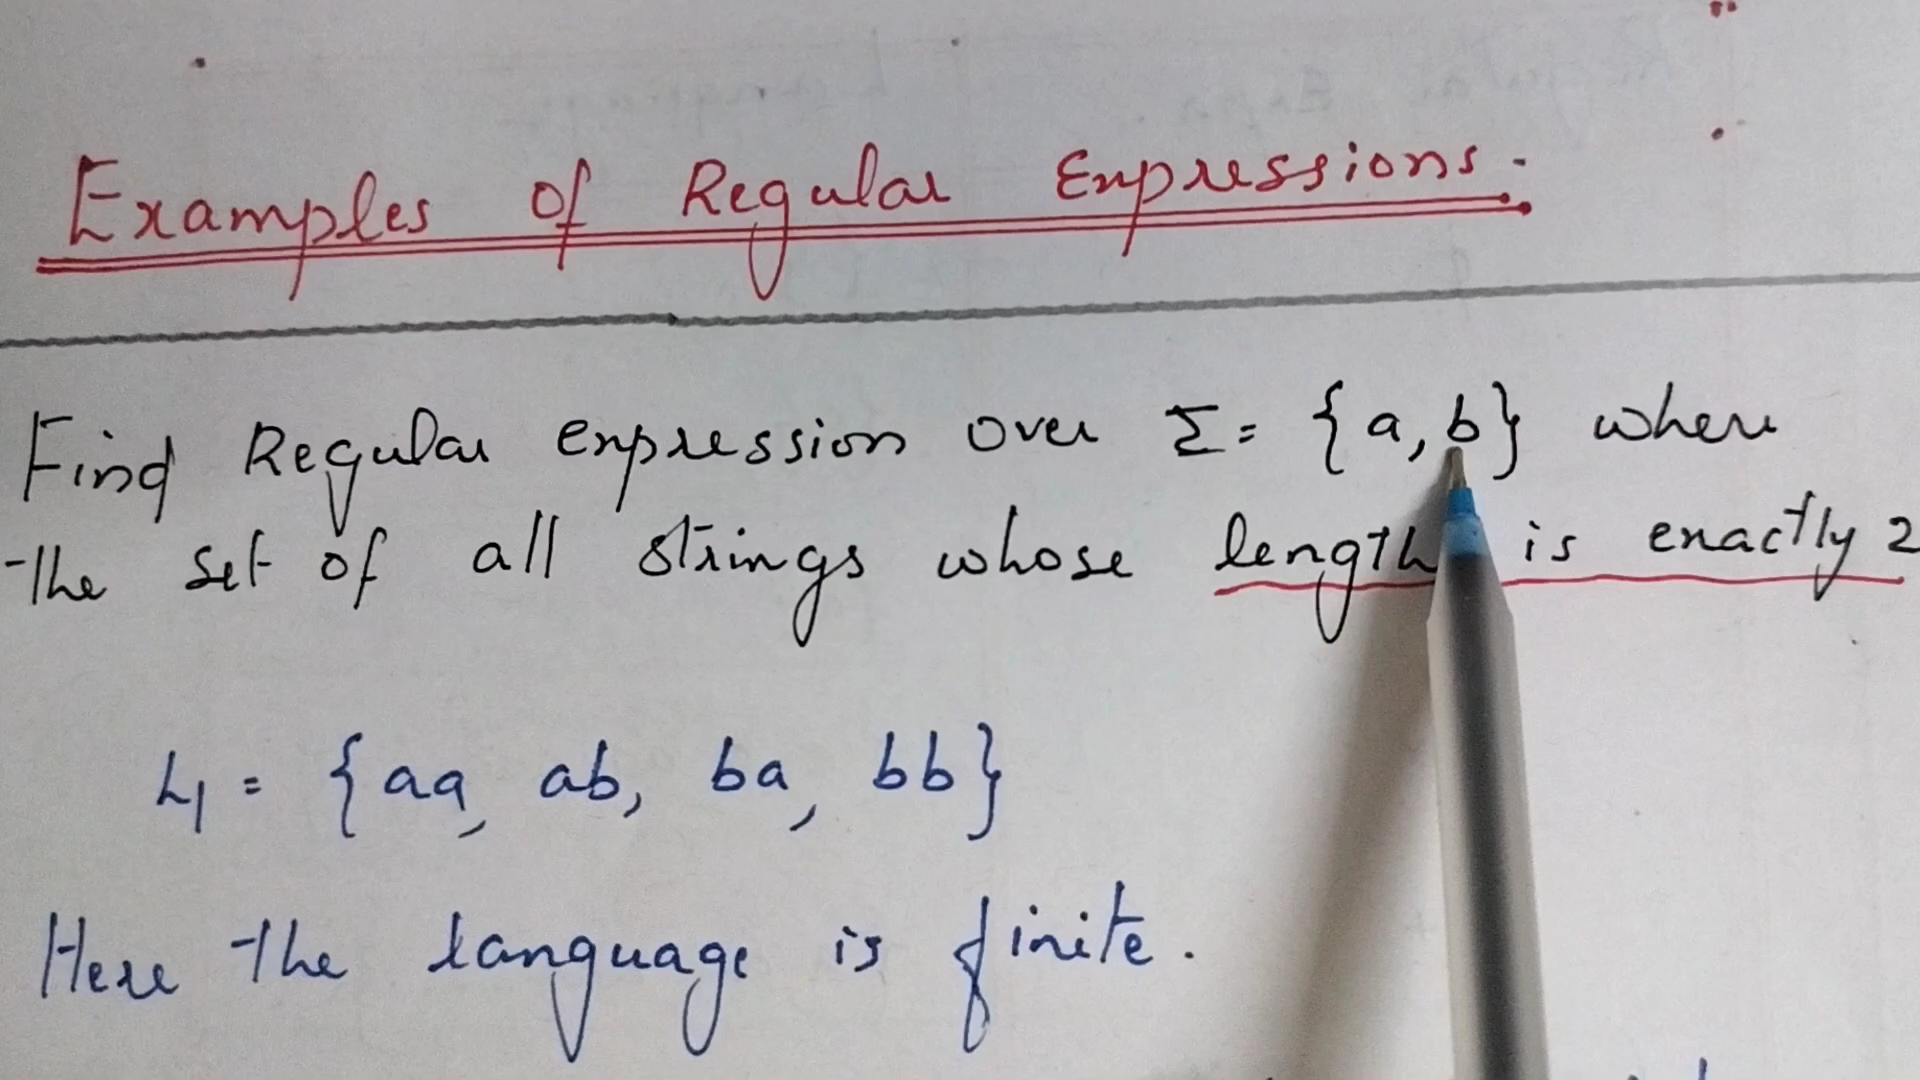 Examples of Regular Expressions.
Find Regular expression over Σ = {a, b} where
the set of all strings whose length is exactly 2
L1 = {aa, ab, ba, bb}
Here the language is finite.